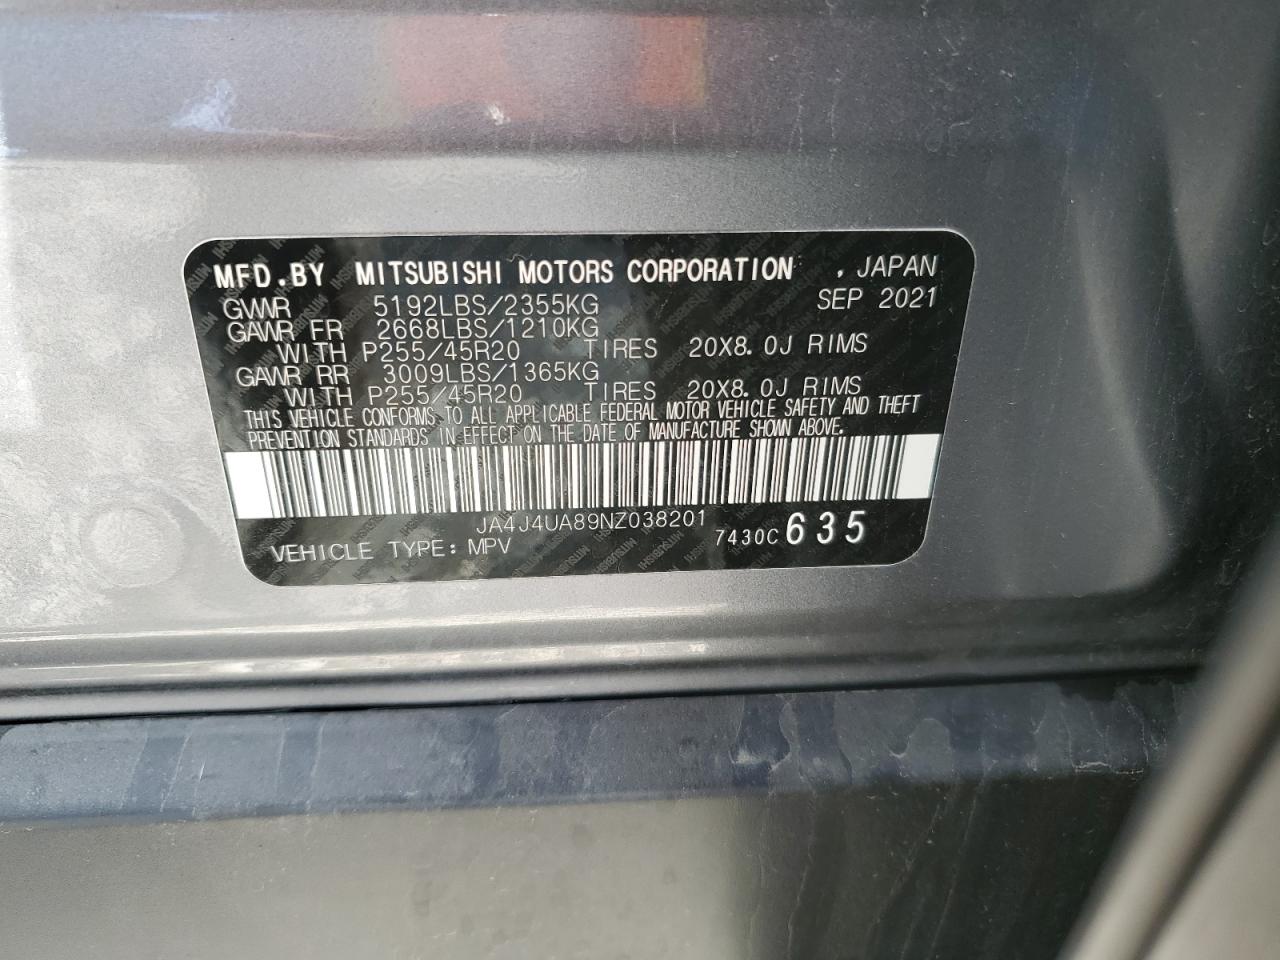 MFD.BY MITSUBISHI MOTORS CORPORATION . JAPAN
GVWR 5192LBS/2355KG SEP 2021
GAWR FR 2668LBS/1210KG
WITH P255/45R20 TIRES 20X8.0J RIMS
GAWR RR 3009LBS/1365KG
WITH P255/45R20 TIRES 20X8.0J RIMS
THIS VEHICLE CONFORMS TO ALL APPLICABLE FEDERAL MOTOR VEHICLE SAFETY AND THEFT
PREVENTION STANDARDS IN EFFECT ON THE DATE OF MANUFACTURE SHOWN ABOVE.
JA4J4UA89NZ038201
VEHICLE TYPE: MPV 7430C 635